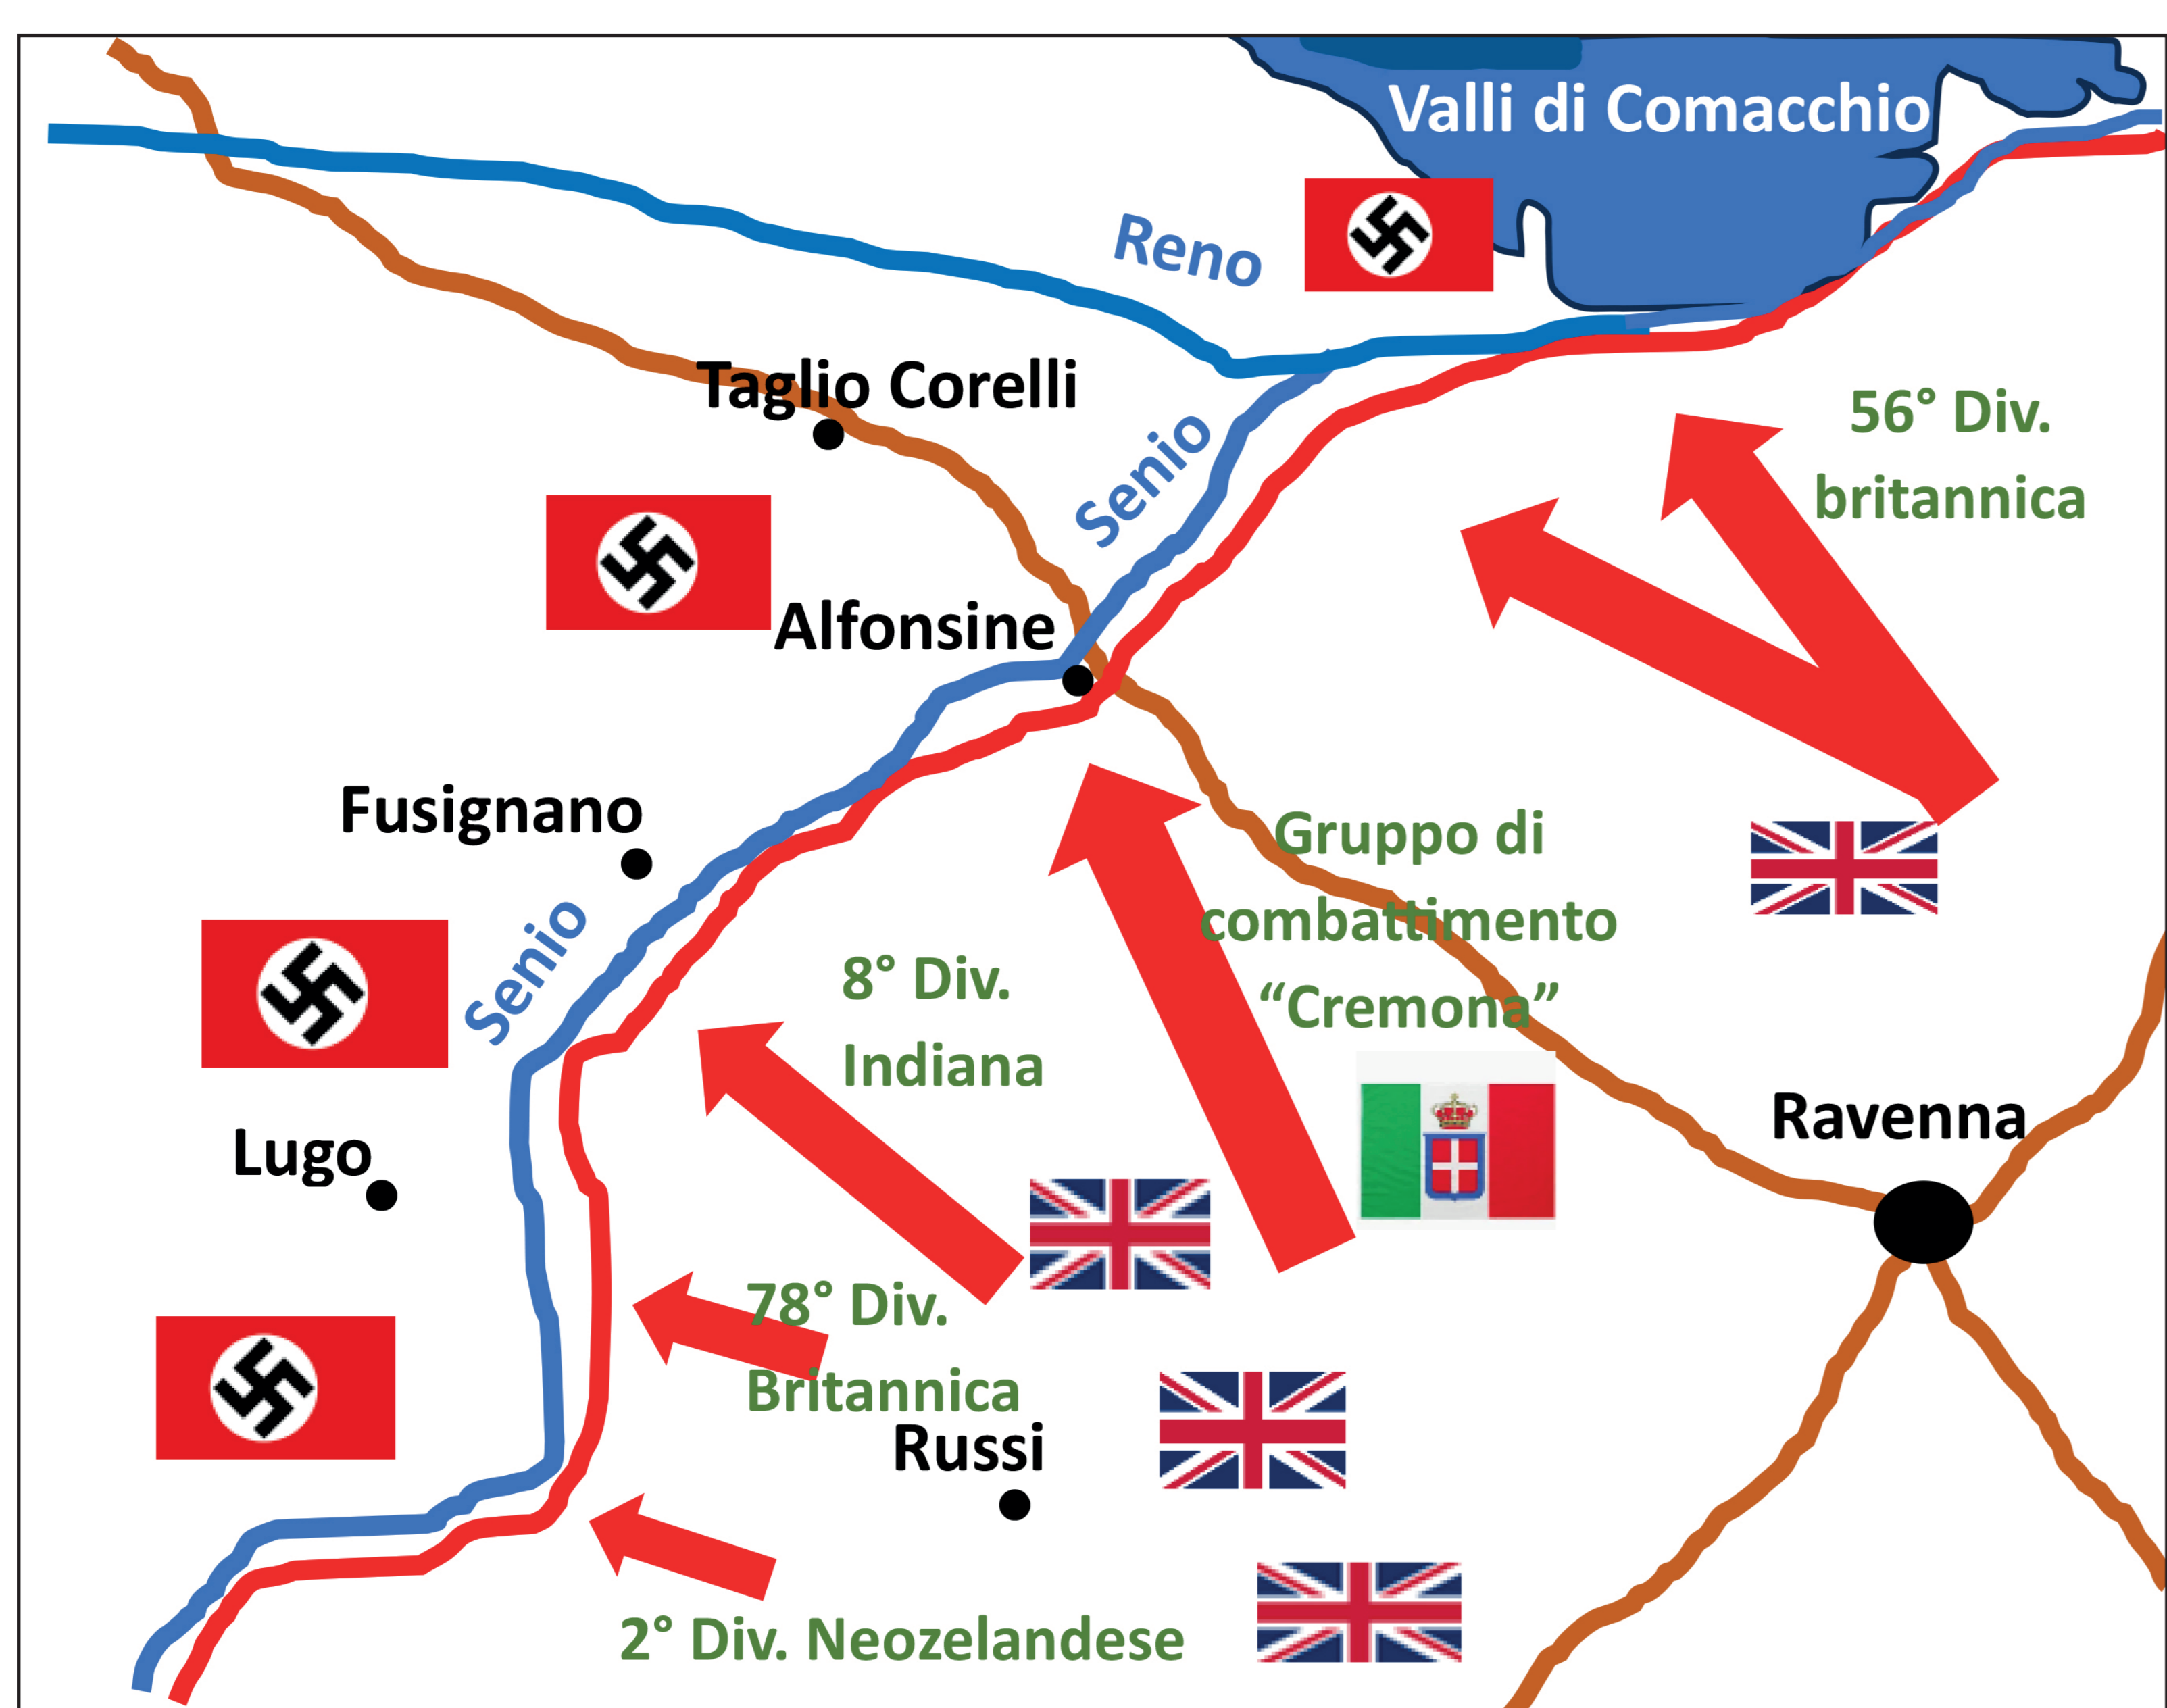 Valli di Comacchio
Reno
Taglio Corelli
56° Div.
britannica
Senio
Alfonsine
Fusignano
Gruppo di
combattimento
“Cremona”
Senio
8° Div.
Indiana
Ravenna
Lugo
78° Div.
Britannica
Russi
2° Div. Neozelandese